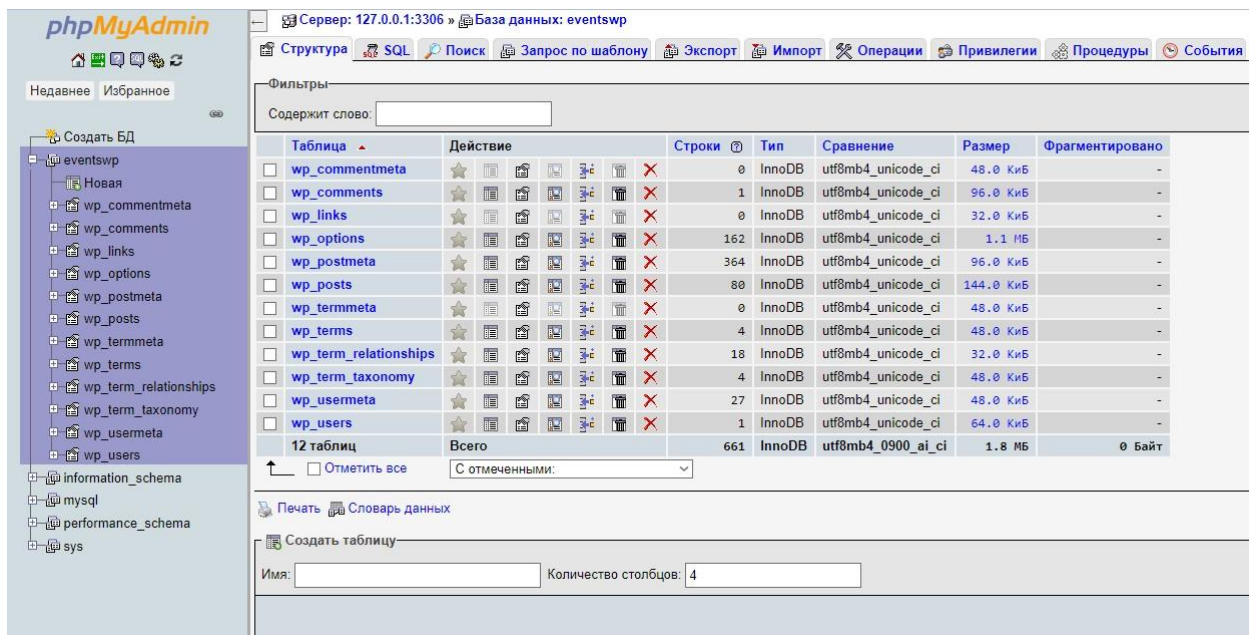 phpMyAdmin
Недавнее Избранное
Создать БД
eventswp
Новая
wp_commentmeta
wp_comments
wp_links
wp_options
wp_postmeta
wp_posts
wp_termmeta
wp_terms
wp_term_relationships
wp_term_taxonomy
wp_usermeta
wp_users
information_schema
mysql
performance_schema
sys
Сервер: 127.0.0.1:3306 » База данных: eventswp
Структура SQL Поиск Запрос по шаблону Экспорт Импорт Операции Привилегии Процедуры События
Фильтры
Содержит слово:
Таблица Действие Строки Тип Сравнение Размер Фрагментировано
wp_commentmeta 0 InnoDB utf8mb4_unicode_ci 48.0 КиБ -
wp_comments 1 InnoDB utf8mb4_unicode_ci 96.0 КиБ -
wp_links 0 InnoDB utf8mb4_unicode_ci 32.0 КиБ -
wp_options 162 InnoDB utf8mb4_unicode_ci 1.1 МБ -
wp_postmeta 364 InnoDB utf8mb4_unicode_ci 96.0 КиБ -
wp_posts 80 InnoDB utf8mb4_unicode_ci 144.0 КиБ -
wp_termmeta 0 InnoDB utf8mb4_unicode_ci 48.0 КиБ -
wp_terms 4 InnoDB utf8mb4_unicode_ci 48.0 КиБ -
wp_term_relationships 18 InnoDB utf8mb4_unicode_ci 32.0 КиБ -
wp_term_taxonomy 4 InnoDB utf8mb4_unicode_ci 48.0 КиБ -
wp_usermeta 27 InnoDB utf8mb4_unicode_ci 48.0 КиБ -
wp_users 1 InnoDB utf8mb4_unicode_ci 64.0 КиБ -
12 таблиц Всего 661 InnoDB utf8mb4_0900_ai_ci 1.8 МБ 0 Байт
Отметить все С отмеченными:
Печать Словарь данных
Создать таблицу
Имя: Количество столбцов: 4